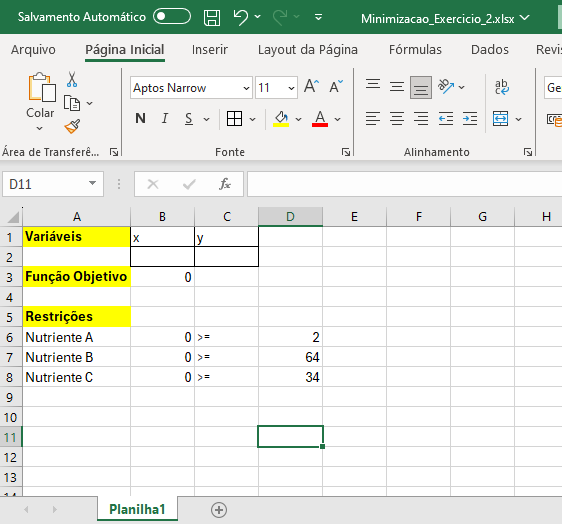 Salvamento Automático
Minimizacao_Exercicio_2.xlsx
Arquivo Página Inicial Inserir Layout da Página Fórmulas Dados Revis
Colar
Aptos Narrow 11 A A
N I S A
ab
c
Ge
Área de Transferê... Fonte Alinhamento
D11 fx
A B C D E F G H
1 Variáveis x y
2
3 Função Objetivo 0
4
5 Restrições
6 Nutriente A 0 >= 2
7 Nutriente B 0 >= 64
8 Nutriente C 0 >= 34
9
10
11
12
13
14
Planilha1